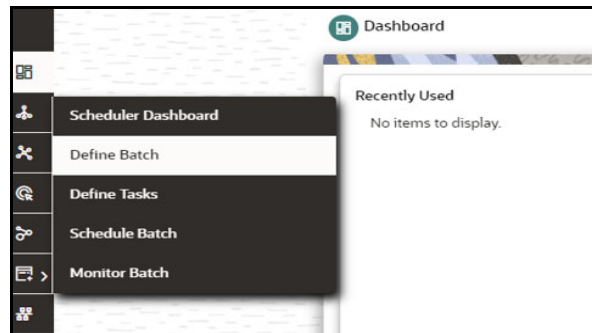 Dashboard
Recently Used
No items to display.
Scheduler Dashboard
Define Batch
Define Tasks
Schedule Batch
Monitor Batch